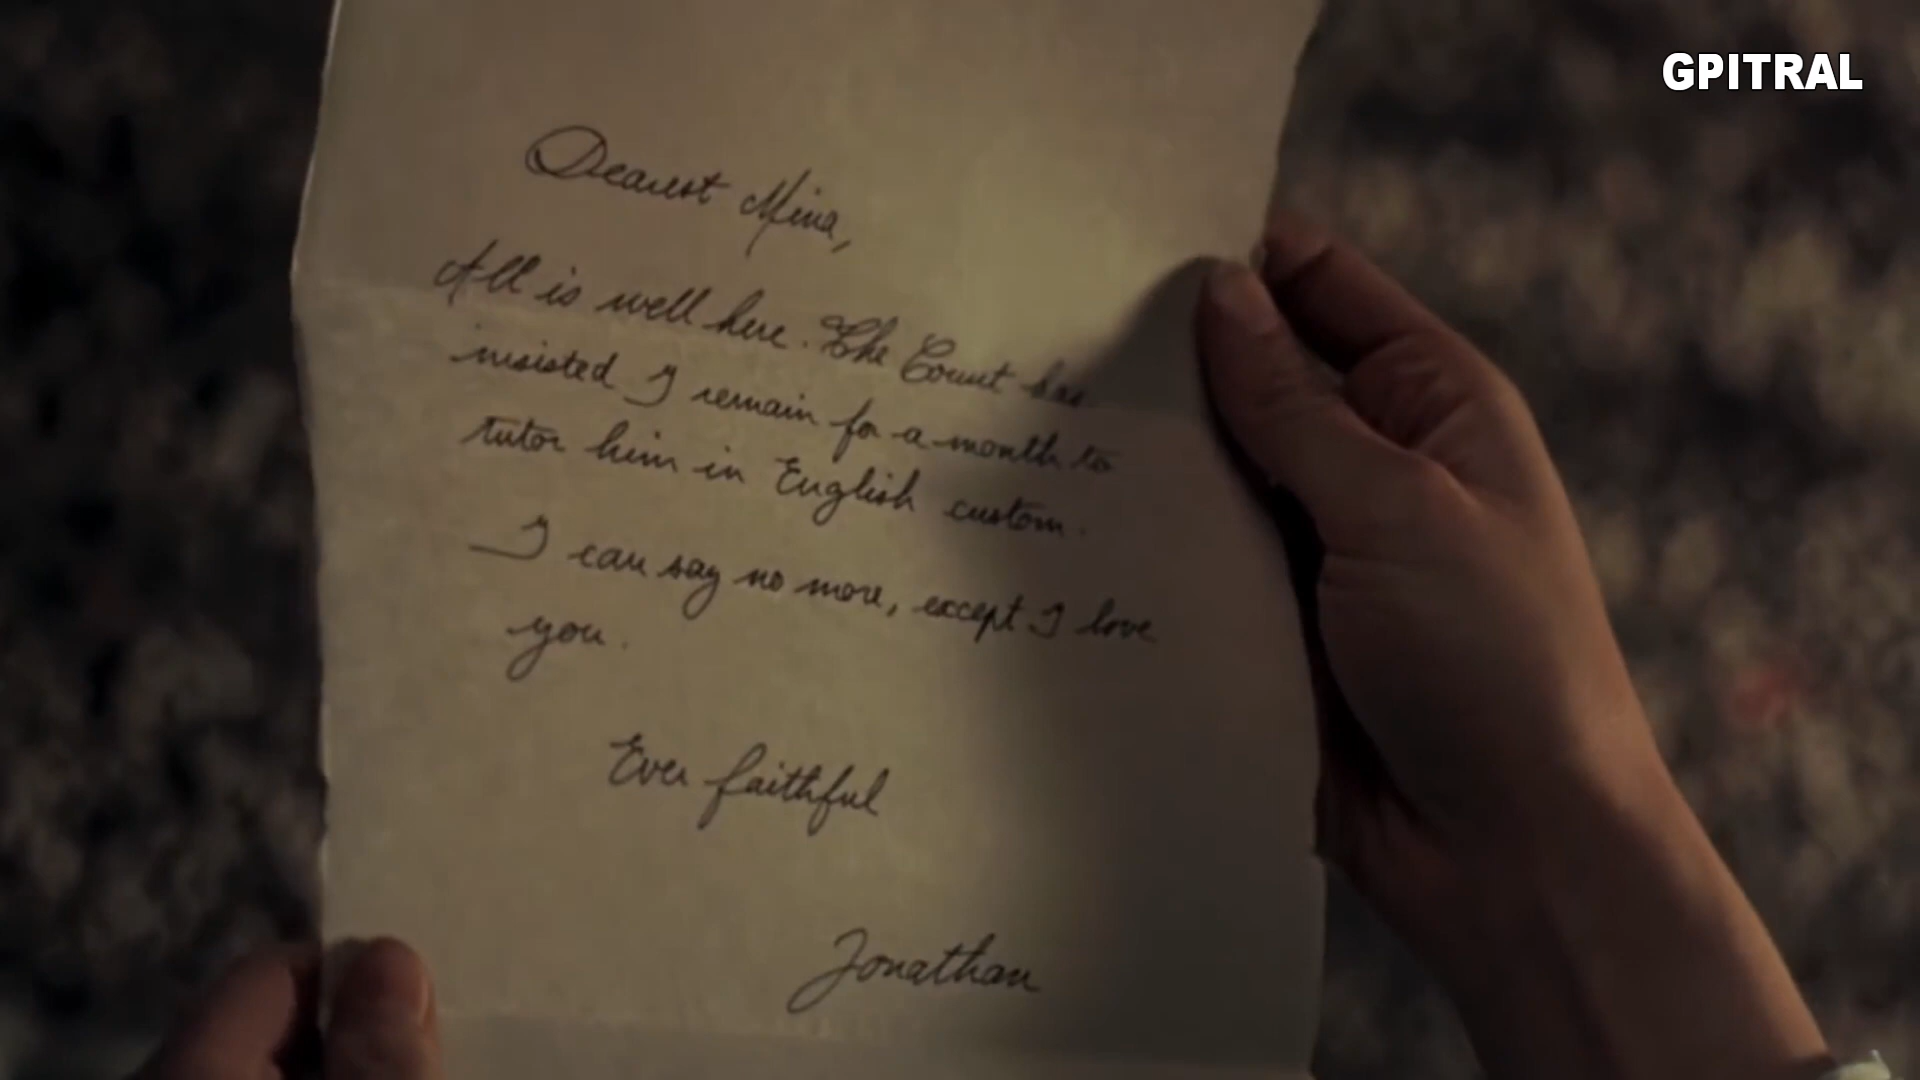 GPITRAL
Dearest Mina,
All is well here. The Count has
insisted I remain for a month to
tutor him in English custom.
I can say no more, except I love
you.
Ever faithful
Jonathan